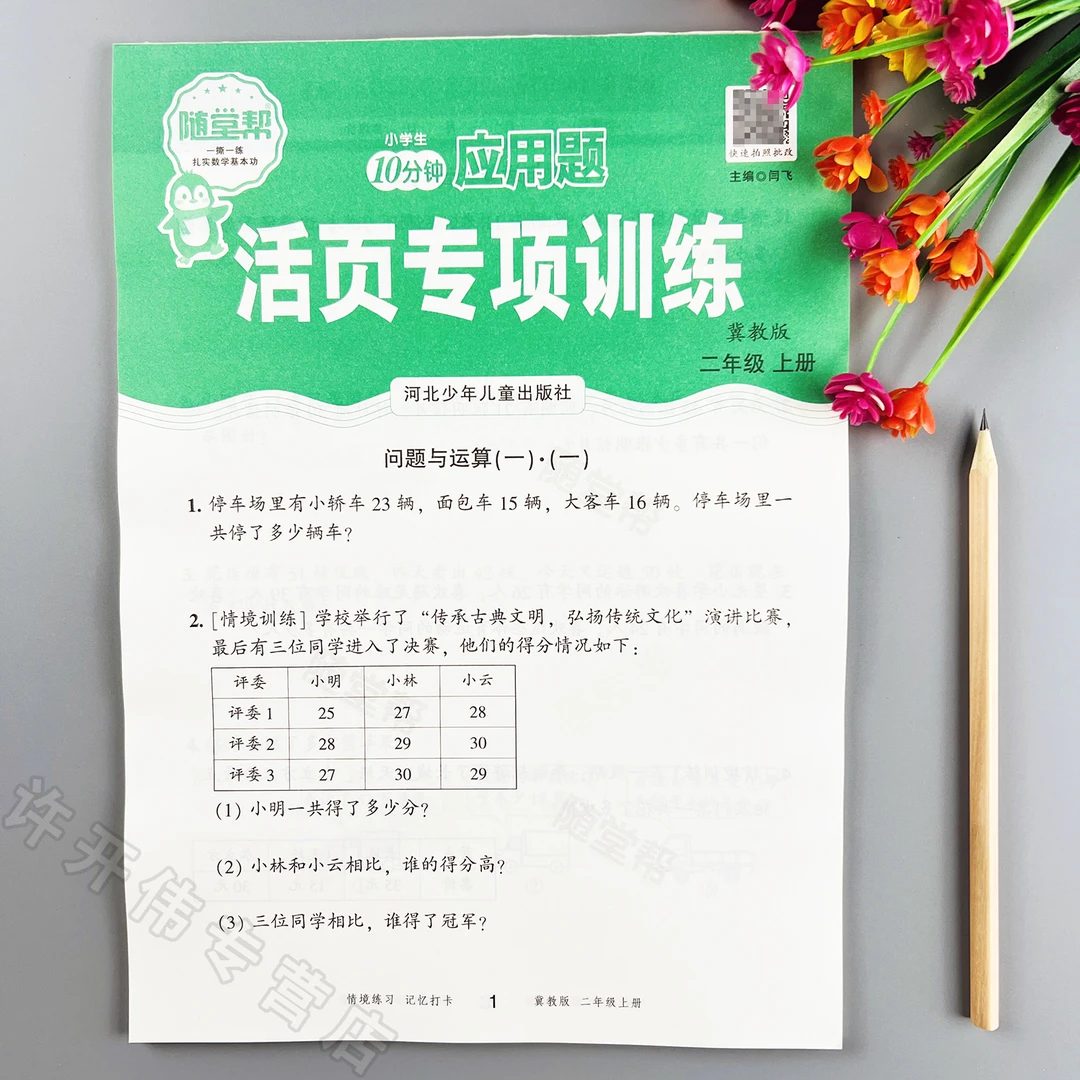 随堂帮
一撕一练
扎实数学基本功
小学生
10分钟 应用题
活页专项训练
快速拍照批改
主编◎闫飞
冀教版
二年级 上册
河北少年儿童出版社
问题与运算(一)·(一)
1. 停车场里有小轿车 23 辆，面包车 15 辆，大客车 16 辆。停车场里一
共停了多少辆车?
2. [情境训练] 学校举行了“传承古典文明，弘扬传统文化”演讲比赛，
最后有三位同学进入了决赛，他们的得分情况如下：
评委 小明 小林 小云
评委 1 25 27 28
评委 2 28 29 30
评委 3 27 30 29
(1) 小明一共得了多少分?
(2) 小林和小云相比，谁的得分高?
(3) 三位同学相比，谁得了冠军?
情境练习 记忆打卡 1 冀教版 二年级上册
随堂帮
随堂帮
许开伟专营店